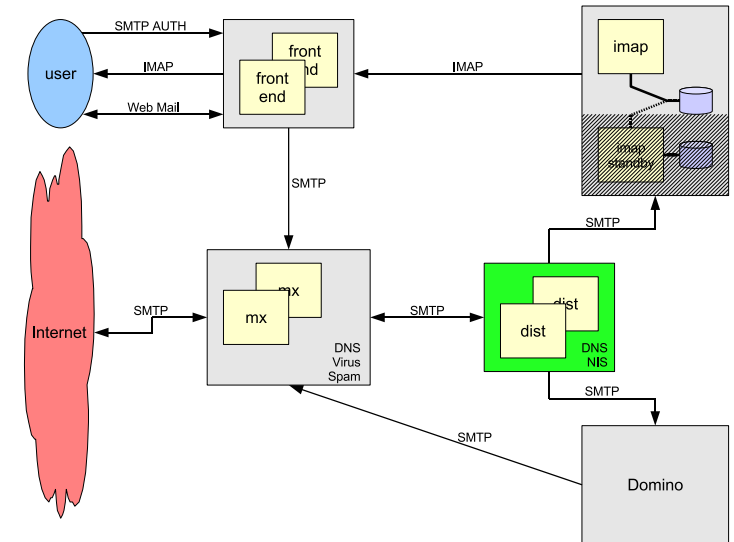 SMTP AUTH
user
IMAP
Web Mail
front
end
front
end
IMAP
imap
imap
standby
SMTP
SMTP
Internet
SMTP
mx
mx
DNS
Virus
Spam
SMTP
dist
dist
DNS
NIS
SMTP
SMTP
Domino